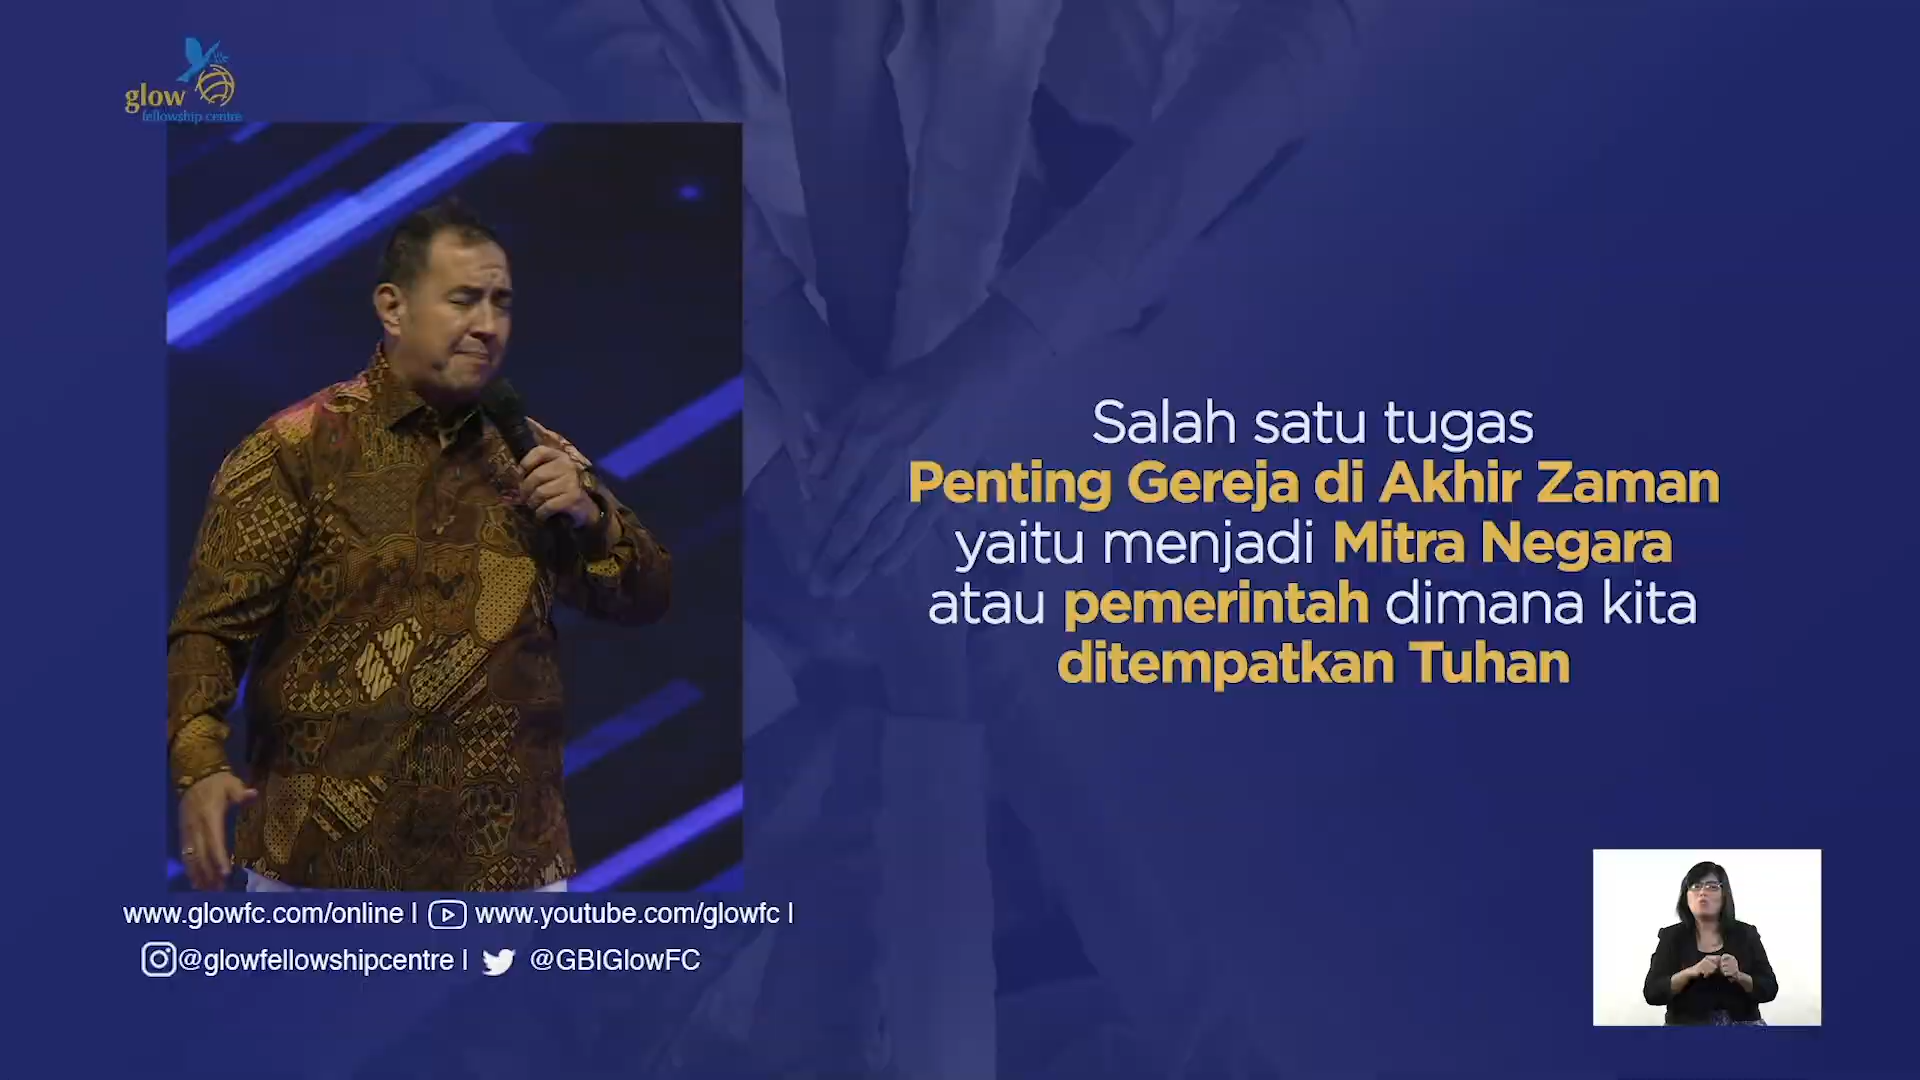 glow
fellowship centre
Salah satu tugas
Penting Gereja di Akhir Zaman
yaitu menjadi Mitra Negara
atau pemerintah dimana kita
ditempatkan Tuhan
www.glowfc.com/online | www.youtube.com/glowfc |
@glowfellowshipcentre | @GBIGlowFC